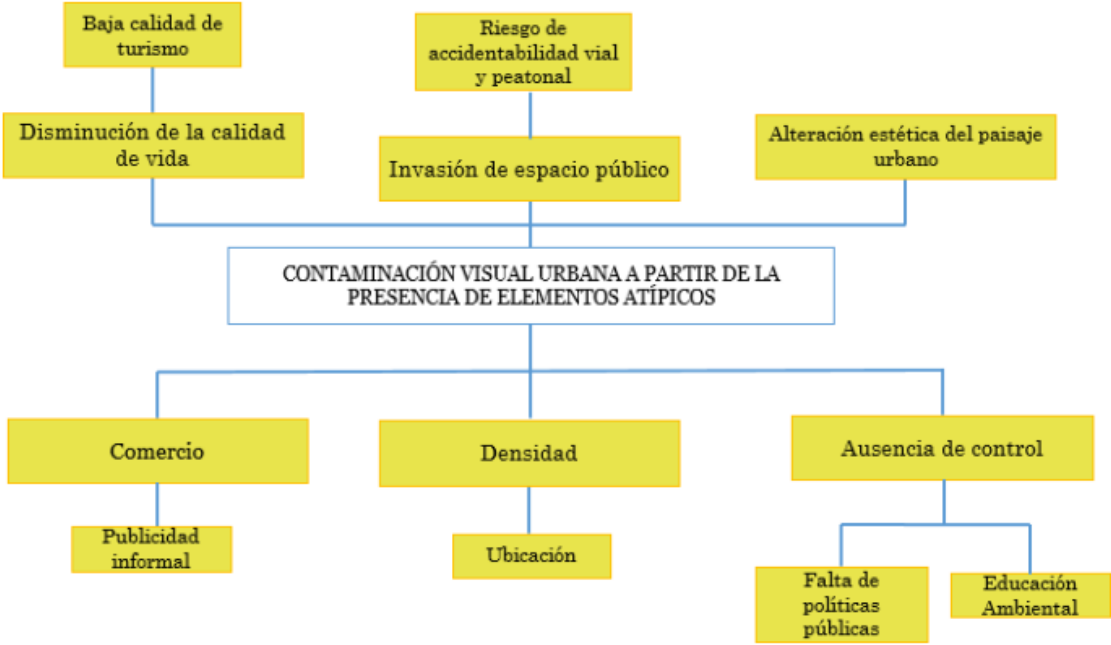 Baja calidad de
turismo
Riesgo de
accidentabilidad vial
y peatonal
Disminución de la calidad
de vida
Invasión de espacio público
Alteración estética del paisaje
urbano
CONTAMINACIÓN VISUAL URBANA A PARTIR DE LA
PRESENCIA DE ELEMENTOS ATÍPICOS
Comercio
Densidad
Ausencia de control
Publicidad
informal
Ubicación
Falta de
políticas
públicas
Educación
Ambiental